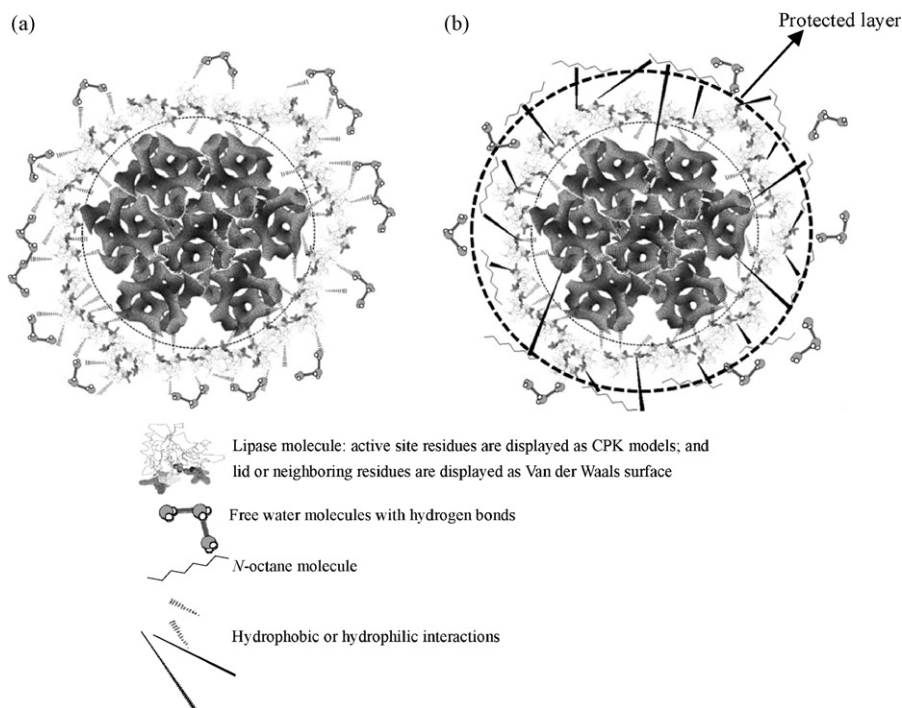 (a)
(b)
Protected layer
Lipase molecule: active site residues are displayed as CPK models; and
lid or neighboring residues are displayed as Van der Waals surface
Free water molecules with hydrogen bonds
N-octane molecule
Hydrophobic or hydrophilic interactions